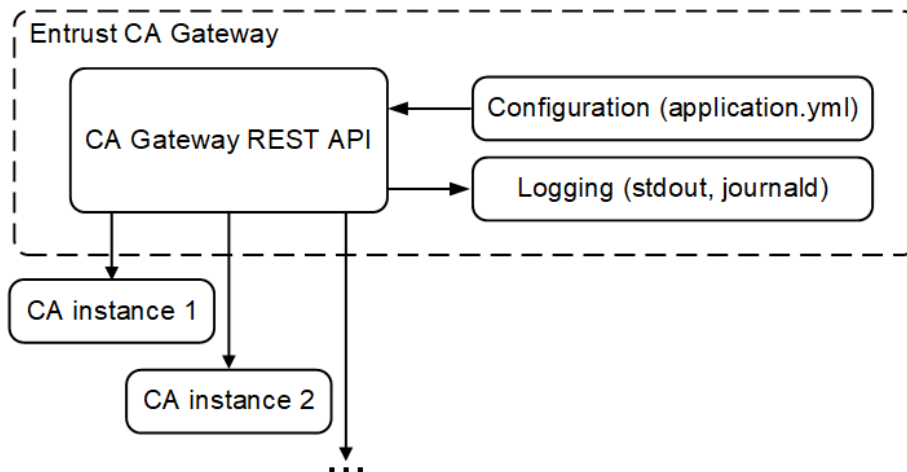 Entrust CA Gateway
CA Gateway REST API
Configuration (application.yml)
Logging (stdout, journald)
CA instance 1
CA instance 2
...